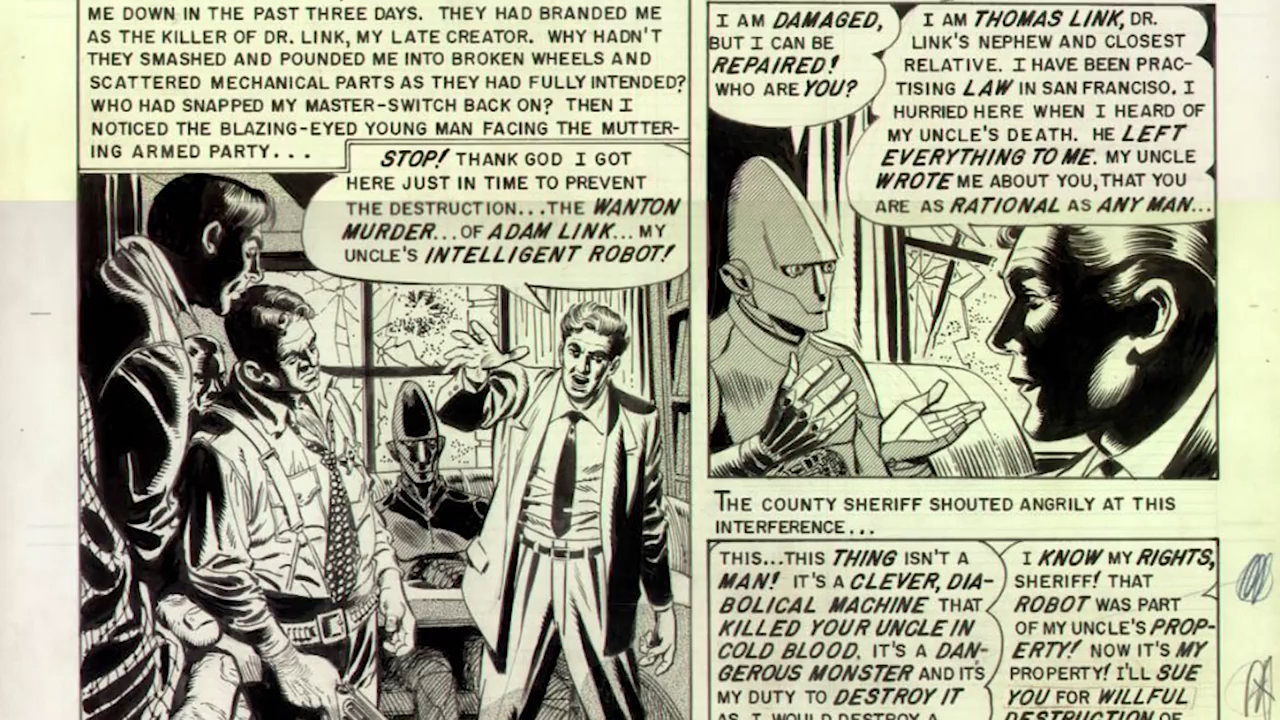 ME DOWN IN THE PAST THREE DAYS. THEY HAD BRANDED ME
AS THE KILLER OF DR. LINK, MY LATE CREATOR. WHY HADN'T
THEY SMASHED AND POUNDED ME INTO BROKEN WHEELS AND
SCATTERED MECHANICAL PARTS AS THEY HAD FULLY INTENDED?
WHO HAD SNAPPED MY MASTER-SWITCH BACK ON? THEN I
NOTICED THE BLAZING-EYED YOUNG MAN FACING THE MUTTER-
ING ARMED PARTY...
STOP! THANK GOD I GOT
HERE JUST IN TIME TO PREVENT
THE DESTRUCTION...THE WANTON
MURDER...OF ADAM LINK...MY
UNCLE'S INTELLIGENT ROBOT!
I AM DAMAGED,
BUT I CAN BE
REPAIRED!
WHO ARE YOU?
I AM THOMAS LINK, DR.
LINK'S NEPHEW AND CLOSEST
RELATIVE. I HAVE BEEN PRAC-
TISING LAW IN SAN FRANCISO. I
HURRIED HERE WHEN I HEARD OF
MY UNCLE'S DEATH. HE LEFT
EVERYTHING TO ME. MY UNCLE
WROTE ME ABOUT YOU, THAT YOU
ARE AS RATIONAL AS ANY MAN...
THE COUNTY SHERIFF SHOUTED ANGRILY AT THIS
INTERFERENCE...
THIS...THIS THING ISN'T A
MAN! IT'S A CLEVER, DIA-
BOLICAL MACHINE THAT
KILLED YOUR UNCLE IN
COLD BLOOD. IT'S A DAN-
GEROUS MONSTER AND IT'S
MY DUTY TO DESTROY IT
AS I WOULD DESTROY A
I KNOW MY RIGHTS,
SHERIFF! THAT
ROBOT WAS PART
OF MY UNCLE'S PROP-
ERTY! NOW IT'S MY
PROPERTY! I'LL SUE
YOU FOR WILLFUL
DESTRUCTION OF